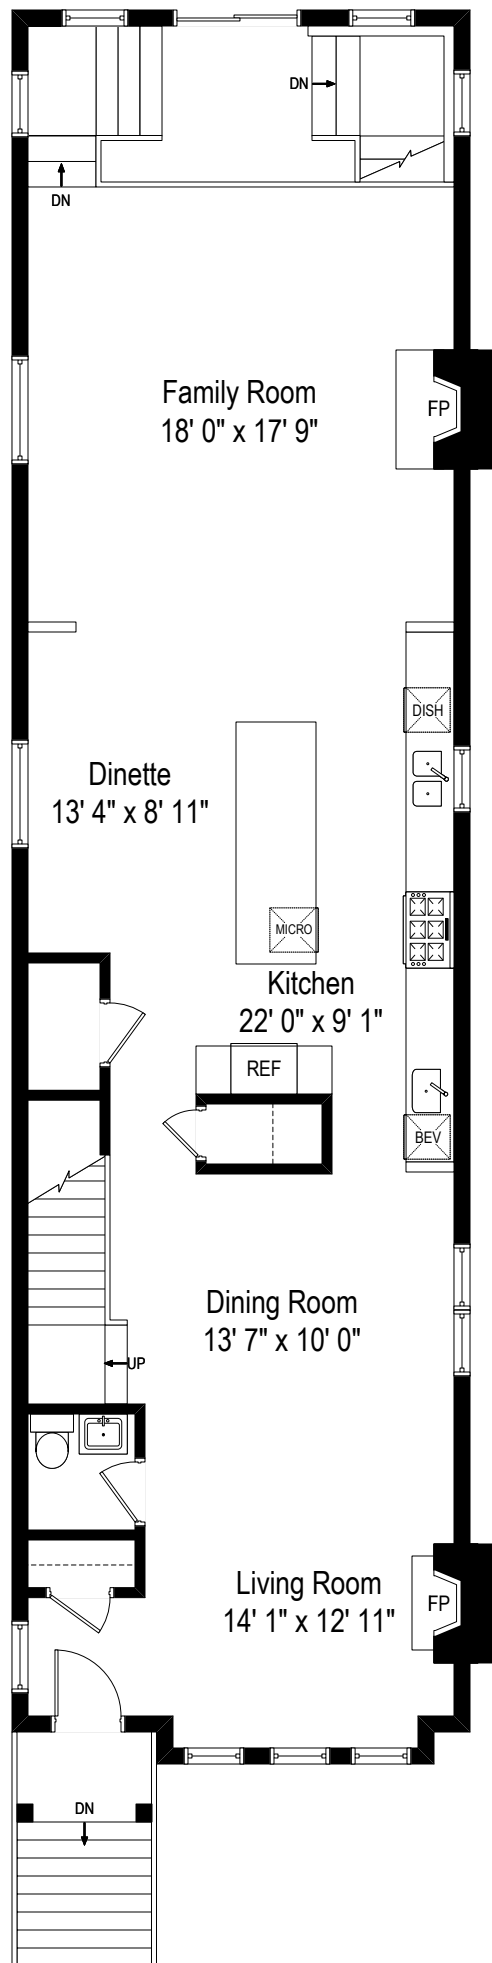 DN
DN
Family Room
18' 0" x 17' 9"
FP
DISH
Dinette
13' 4" x 8' 11"
MICRO
Kitchen
22' 0" x 9' 1"
REF
BEV
Dining Room
13' 7" x 10' 0"
UP
Living Room
14' 1" x 12' 11"
FP
DN